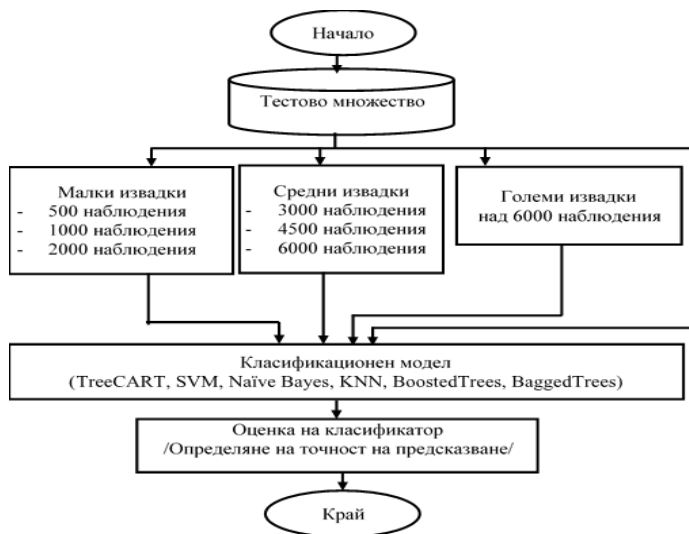 Начало
Тестово множество
Малки извадки
- 500 наблюдения
- 1000 наблюдения
- 2000 наблюдения
Средни извадки
- 3000 наблюдения
- 4500 наблюдения
- 6000 наблюдения
Големи извадки
над 6000 наблюдения
Класификационен модел
(TreeCART, SVM, Naïve Bayes, KNN, BoostedTrees, BaggedTrees)
Оценка на класификатор
/Определяне на точност на предсказване/
Край